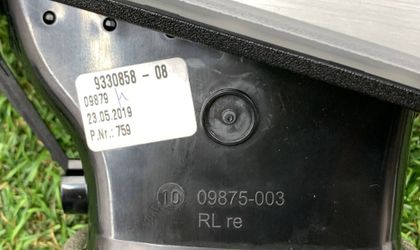 9330858 - 08
09879 h
23.05.2019
P.Nr.: 759
10 09875-003
RL re